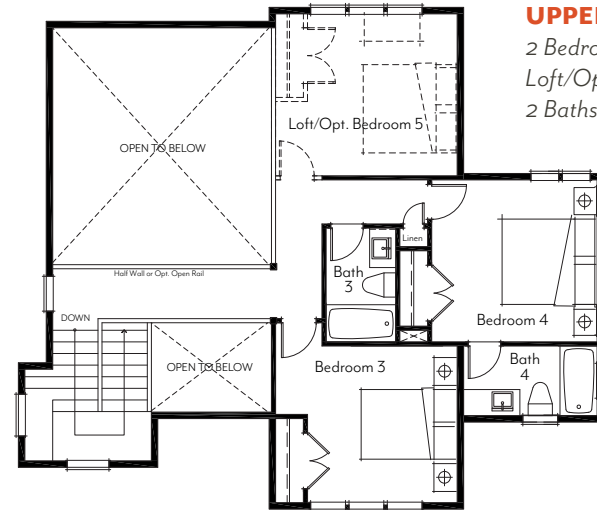 UPPE
2 Bedro
Loft/Op
2 Baths
Loft/Opt. Bedroom 5
OPEN TO BELOW
Linen
Bath
3
Half Wall or Opt. Open Rail
DOWN
Bedroom 4
OPEN TO BELOW
Bedroom 3
Bath
4